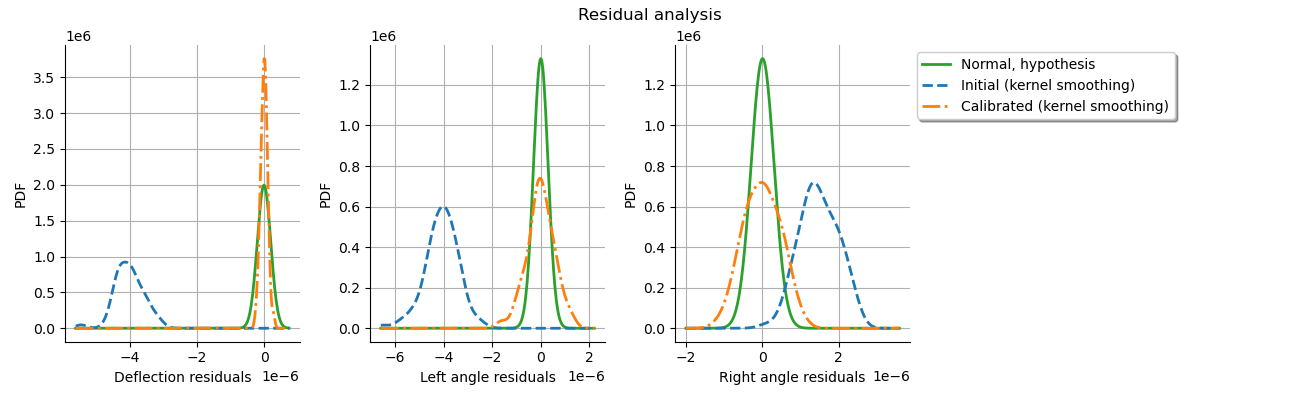 Residual analysis
1e6
3.5
3.0
2.5
2.0
1.5
1.0
0.5
0.0
PDF
−4
−2
0
Deflection residuals
1e−6
1e6
1.2
1.0
0.8
0.6
0.4
0.2
0.0
PDF
−6
−4
−2
0
2
Left angle residuals
1e−6
1e6
1.2
1.0
0.8
0.6
0.4
0.2
0.0
PDF
−2
0
2
Right angle residuals
1e−6
Normal, hypothesis
Initial (kernel smoothing)
Calibrated (kernel smoothing)